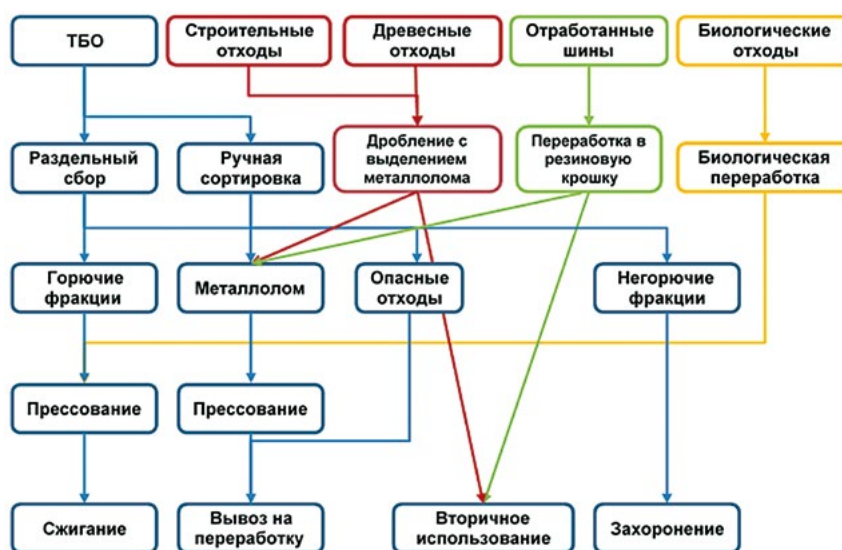 ТБО
Строительные
отходы
Древесные
отходы
Отработанные
шины
Биологические
отходы
Раздельный
сбор
Ручная
сортировка
Дробление с
выделением
металлолома
Переработка в
резиновую
крошку
Биологическая
переработка
Горючие
фракции
Металлолом
Опасные
отходы
Негорючие
фракции
Прессование
Прессование
Сжигание
Вывоз на
переработку
Вторичное
использование
Захоронение